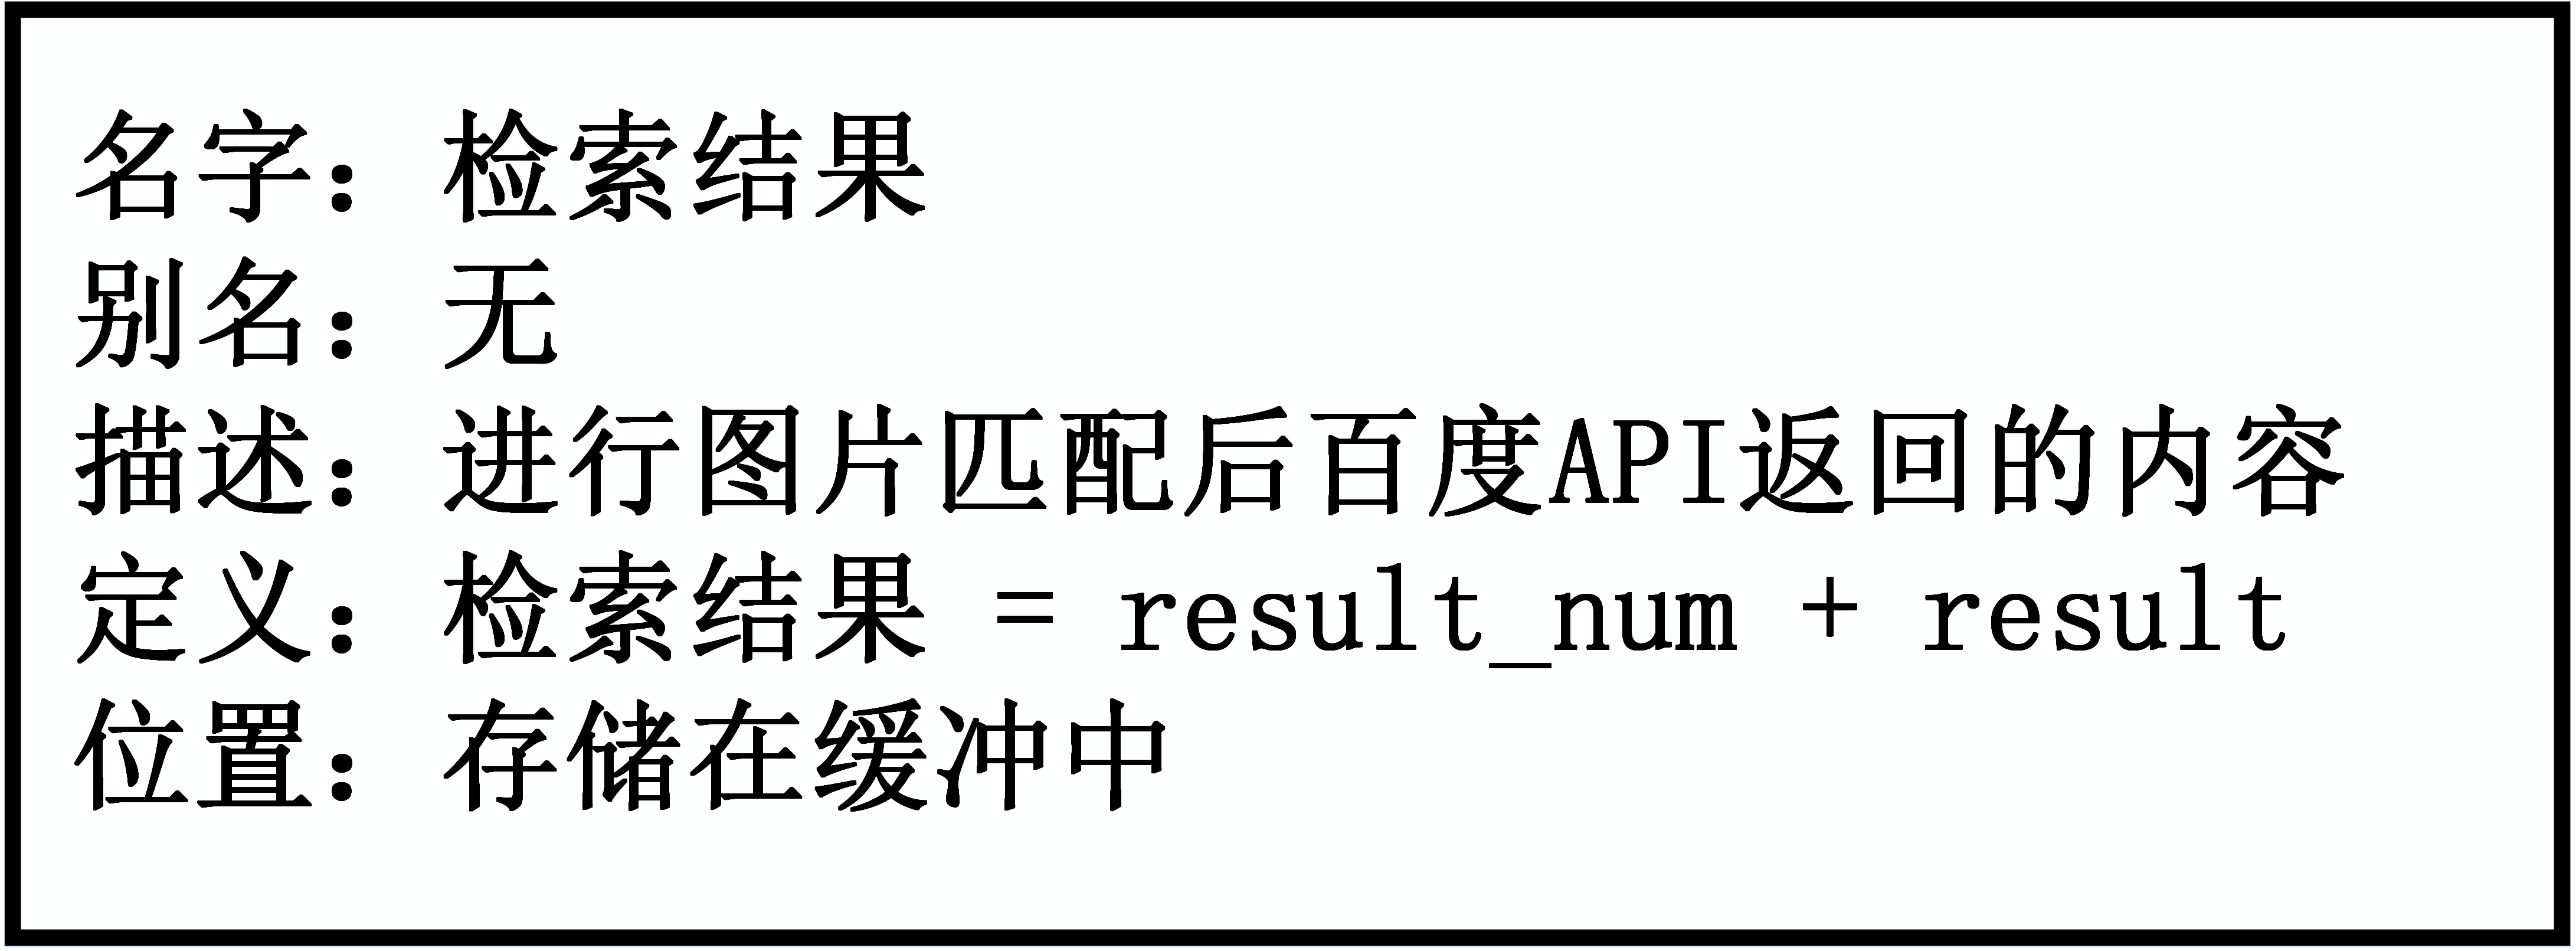 名字：检索结果
别名：无
描述：进行图片匹配后百度API返回的内容
定义：检索结果 = result_num + result
位置：存储在缓冲中